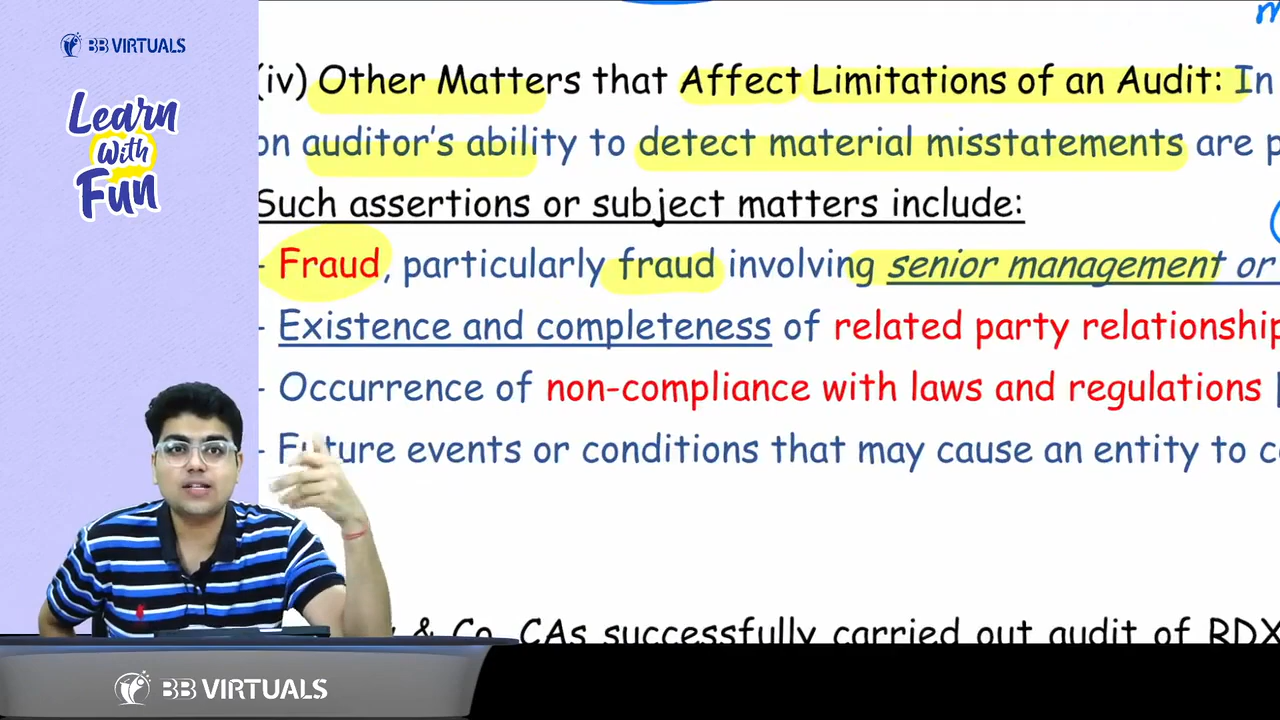 BB VIRTUALS
Learn
With
Fun
(iv) Other Matters that Affect Limitations of an Audit: In
on auditor's ability to detect material misstatements are p
Such assertions or subject matters include:
- Fraud, particularly fraud involving senior management or
- Existence and completeness of related party relationship
- Occurrence of non-compliance with laws and regulations
- Future events or conditions that may cause an entity to c
& Co. CAs successfully carried out audit of RDX
BB VIRTUALS